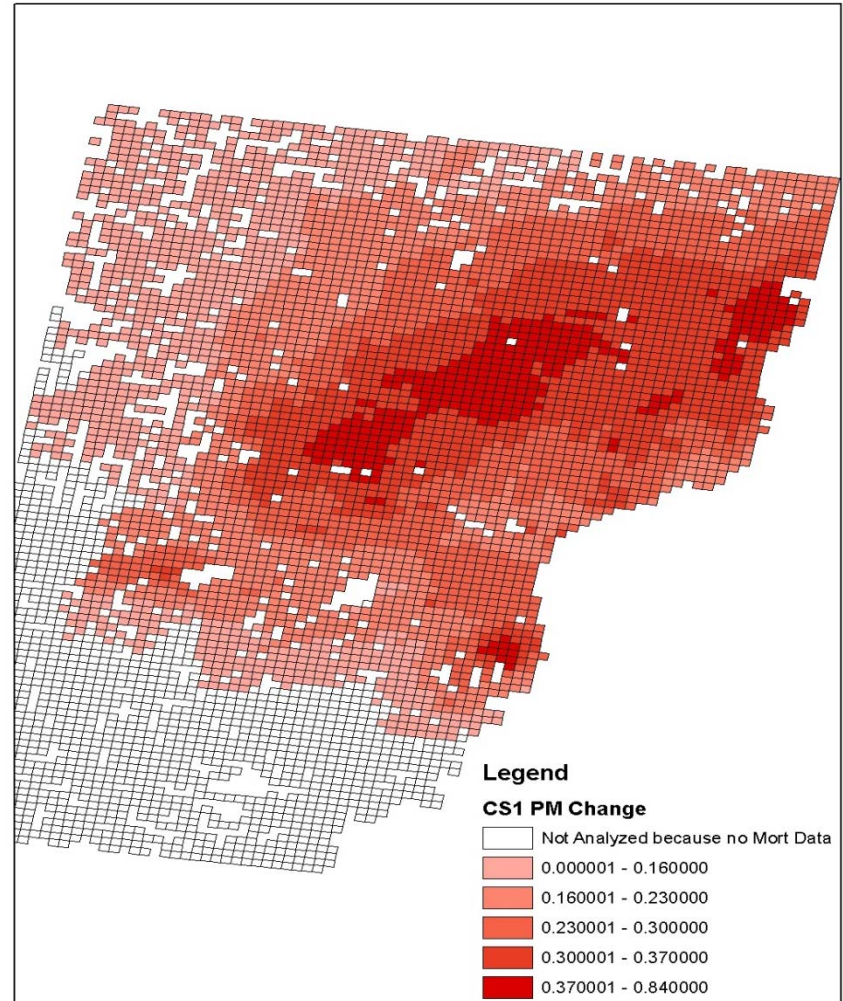 Legend
CS1 PM Change
Not Analyzed because no Mort Data
0.000001 - 0.160000
0.160001 - 0.230000
0.230001 - 0.300000
0.300001 - 0.370000
0.370001 - 0.840000